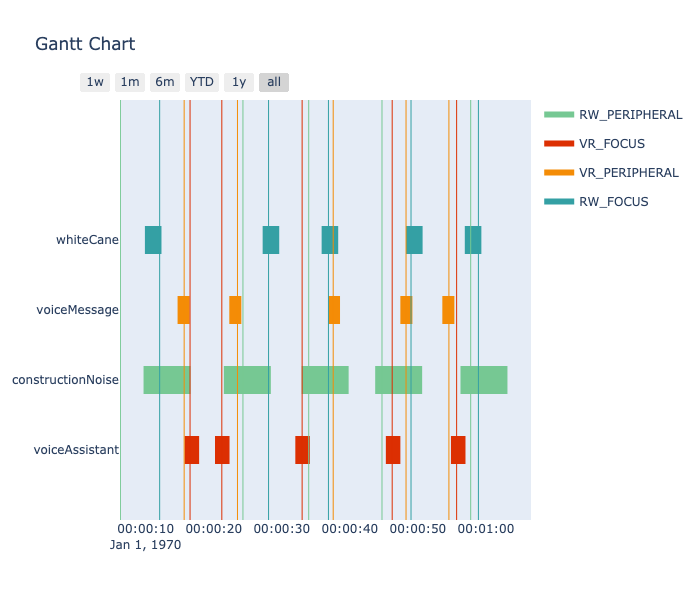 Gantt Chart
1w 1m 6m YTD 1y all
RW_PERIPHERAL
VR_FOCUS
VR_PERIPHERAL
RW_FOCUS
whiteCane
voiceMessage
constructionNoise
voiceAssistant
00:00:10 00:00:20 00:00:30 00:00:40 00:00:50 00:01:00
Jan 1, 1970